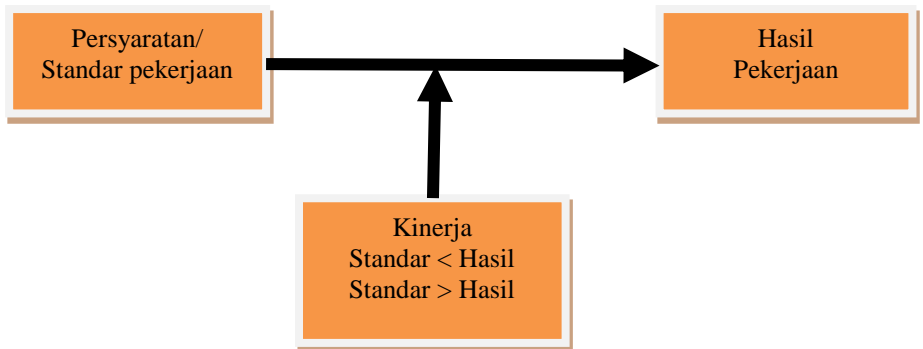 Persyaratan/
Standar pekerjaan
Hasil
Pekerjaan
Kinerja
Standar < Hasil
Standar > Hasil